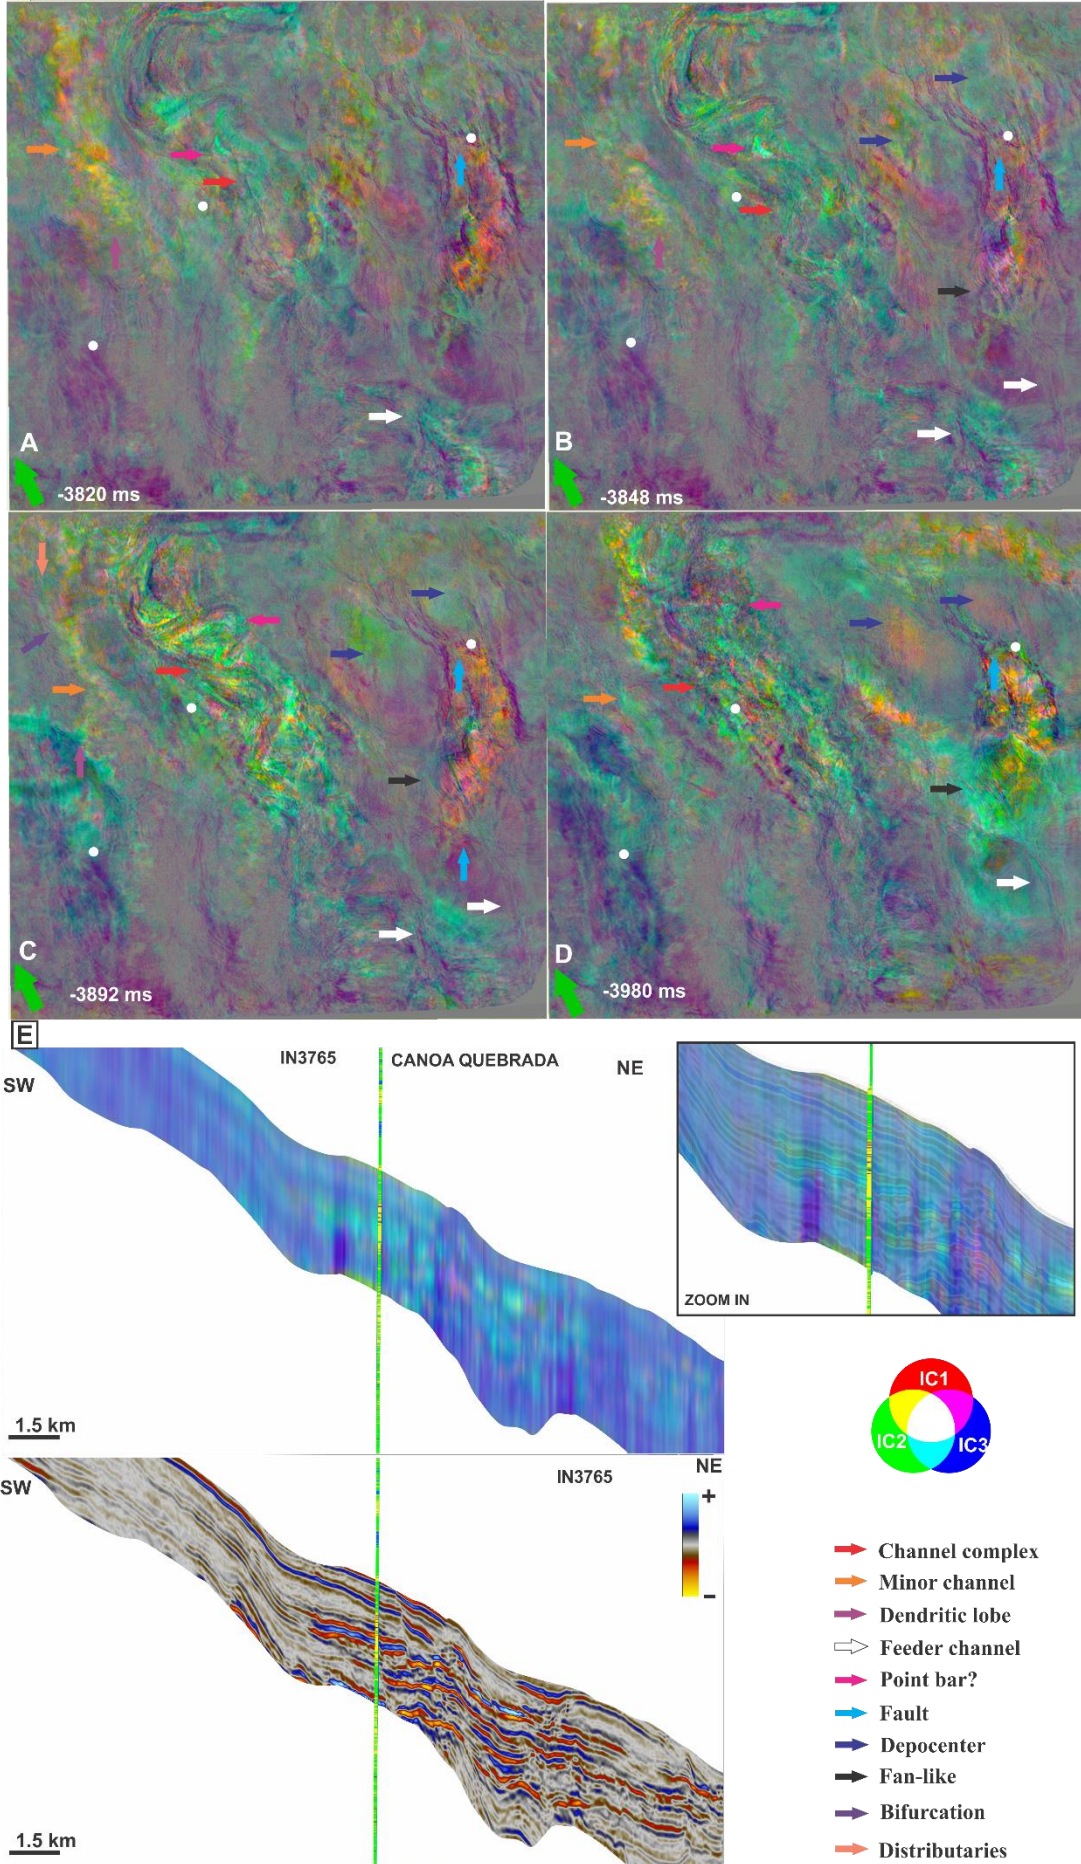 A
-3820 ms
B
-3848 ms
C
-3892 ms
D
-3980 ms
E
SW
IN3765
CANOA QUEBRADA
NE
ZOOM IN
1.5 km
IC1
IC2
IC3
SW
IN3765
NE
+
-
1.5 km
Channel complex
Minor channel
Dendritic lobe
Feeder channel
Point bar?
Fault
Depocenter
Fan-like
Bifurcation
Distributaries